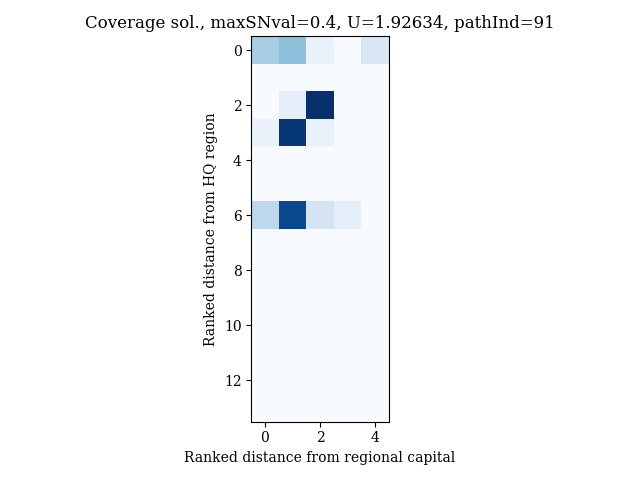 Coverage sol., maxSNval=0.4, U=1.92634, pathInd=91
0
2
4
6
8
10
12
Ranked distance from HQ region
0 2 4
Ranked distance from regional capital